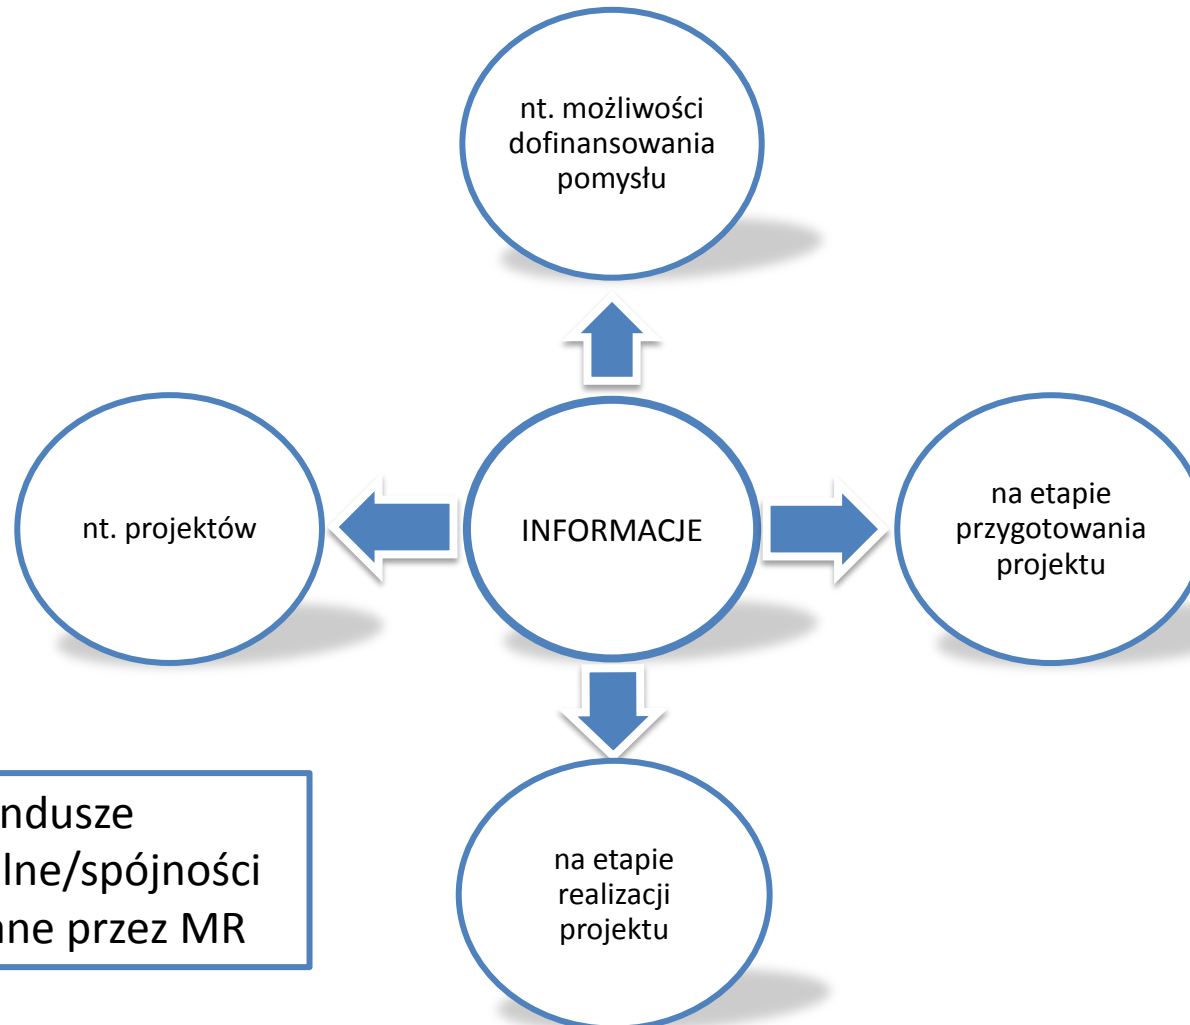 nt. możliwości
dofinansowania
pomysłu
nt. projektów
INFORMACJE
na etapie
przygotowania
projektu
na etapie
realizacji
projektu
ndusze
lne/spójności
ne przez MR